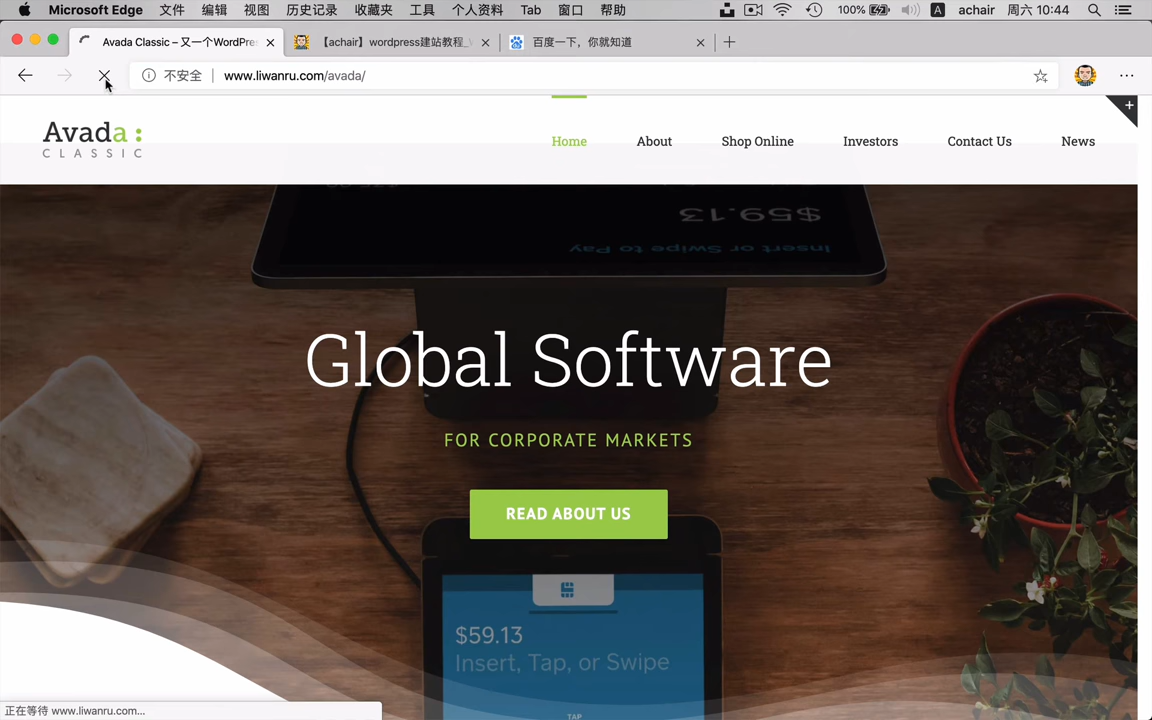 Microsoft Edge 文件 编辑 视图 历史记录 收藏夹 工具 个人资料 Tab 窗口 帮助 100% A achair 周六 10:44
Avada Classic – 又一个WordPres 【achair】wordpress建站教程_ 百度一下，你就知道
不安全 www.liwanru.com/avada/
Avada:
CLASSIC
Home About Shop Online Investors Contact Us News
$59.13
Insert or Swipe to Pay
Global Software
FOR CORPORATE MARKETS
READ ABOUT US
$59.13
Insert, Tap, or Swipe
TAP
正在等待 www.liwanru.com...